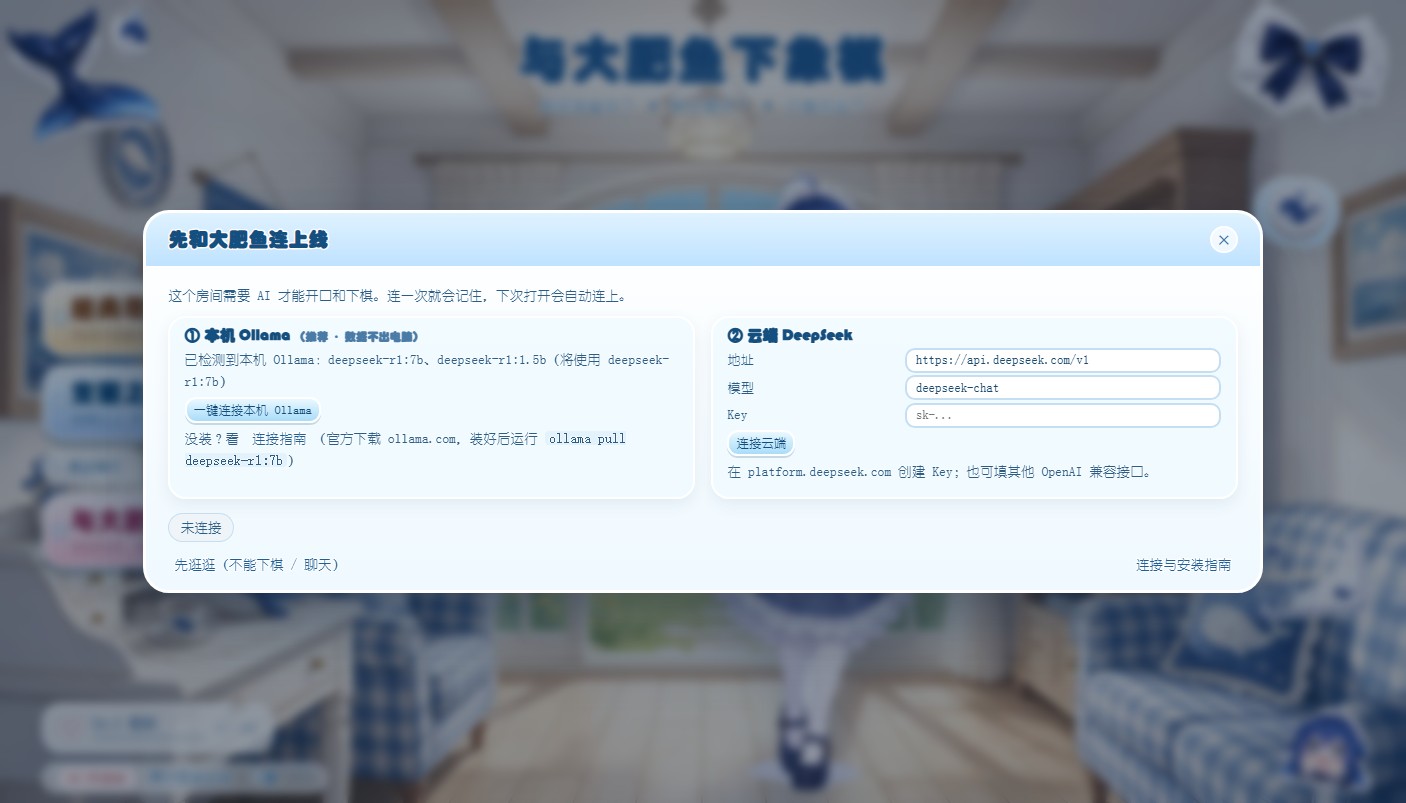 与大肥鱼下象棋
先和大肥鱼连上线
×
这个房间需要 AI 才能开口和下棋。连一次就会记住，下次打开会自动连上。
① 本机 Ollama （推荐 · 数据不出电脑）
已检测到本机 Ollama：deepseek-r1:7b、deepseek-r1:1.5b（将使用 deepseek-
r1:7b）
一键连接本机 Ollama
没装？看 连接指南 （官方下载 ollama.com，装好后运行 ollama pull
deepseek-r1:7b ）
② 云端 DeepSeek
地址 https://api.deepseek.com/v1
模型 deepseek-chat
Key sk-...
连接云端
在 platform.deepseek.com 创建 Key；也可填其他 OpenAI 兼容接口。
未连接
先逛逛（不能下棋 / 聊天）
连接与安装指南